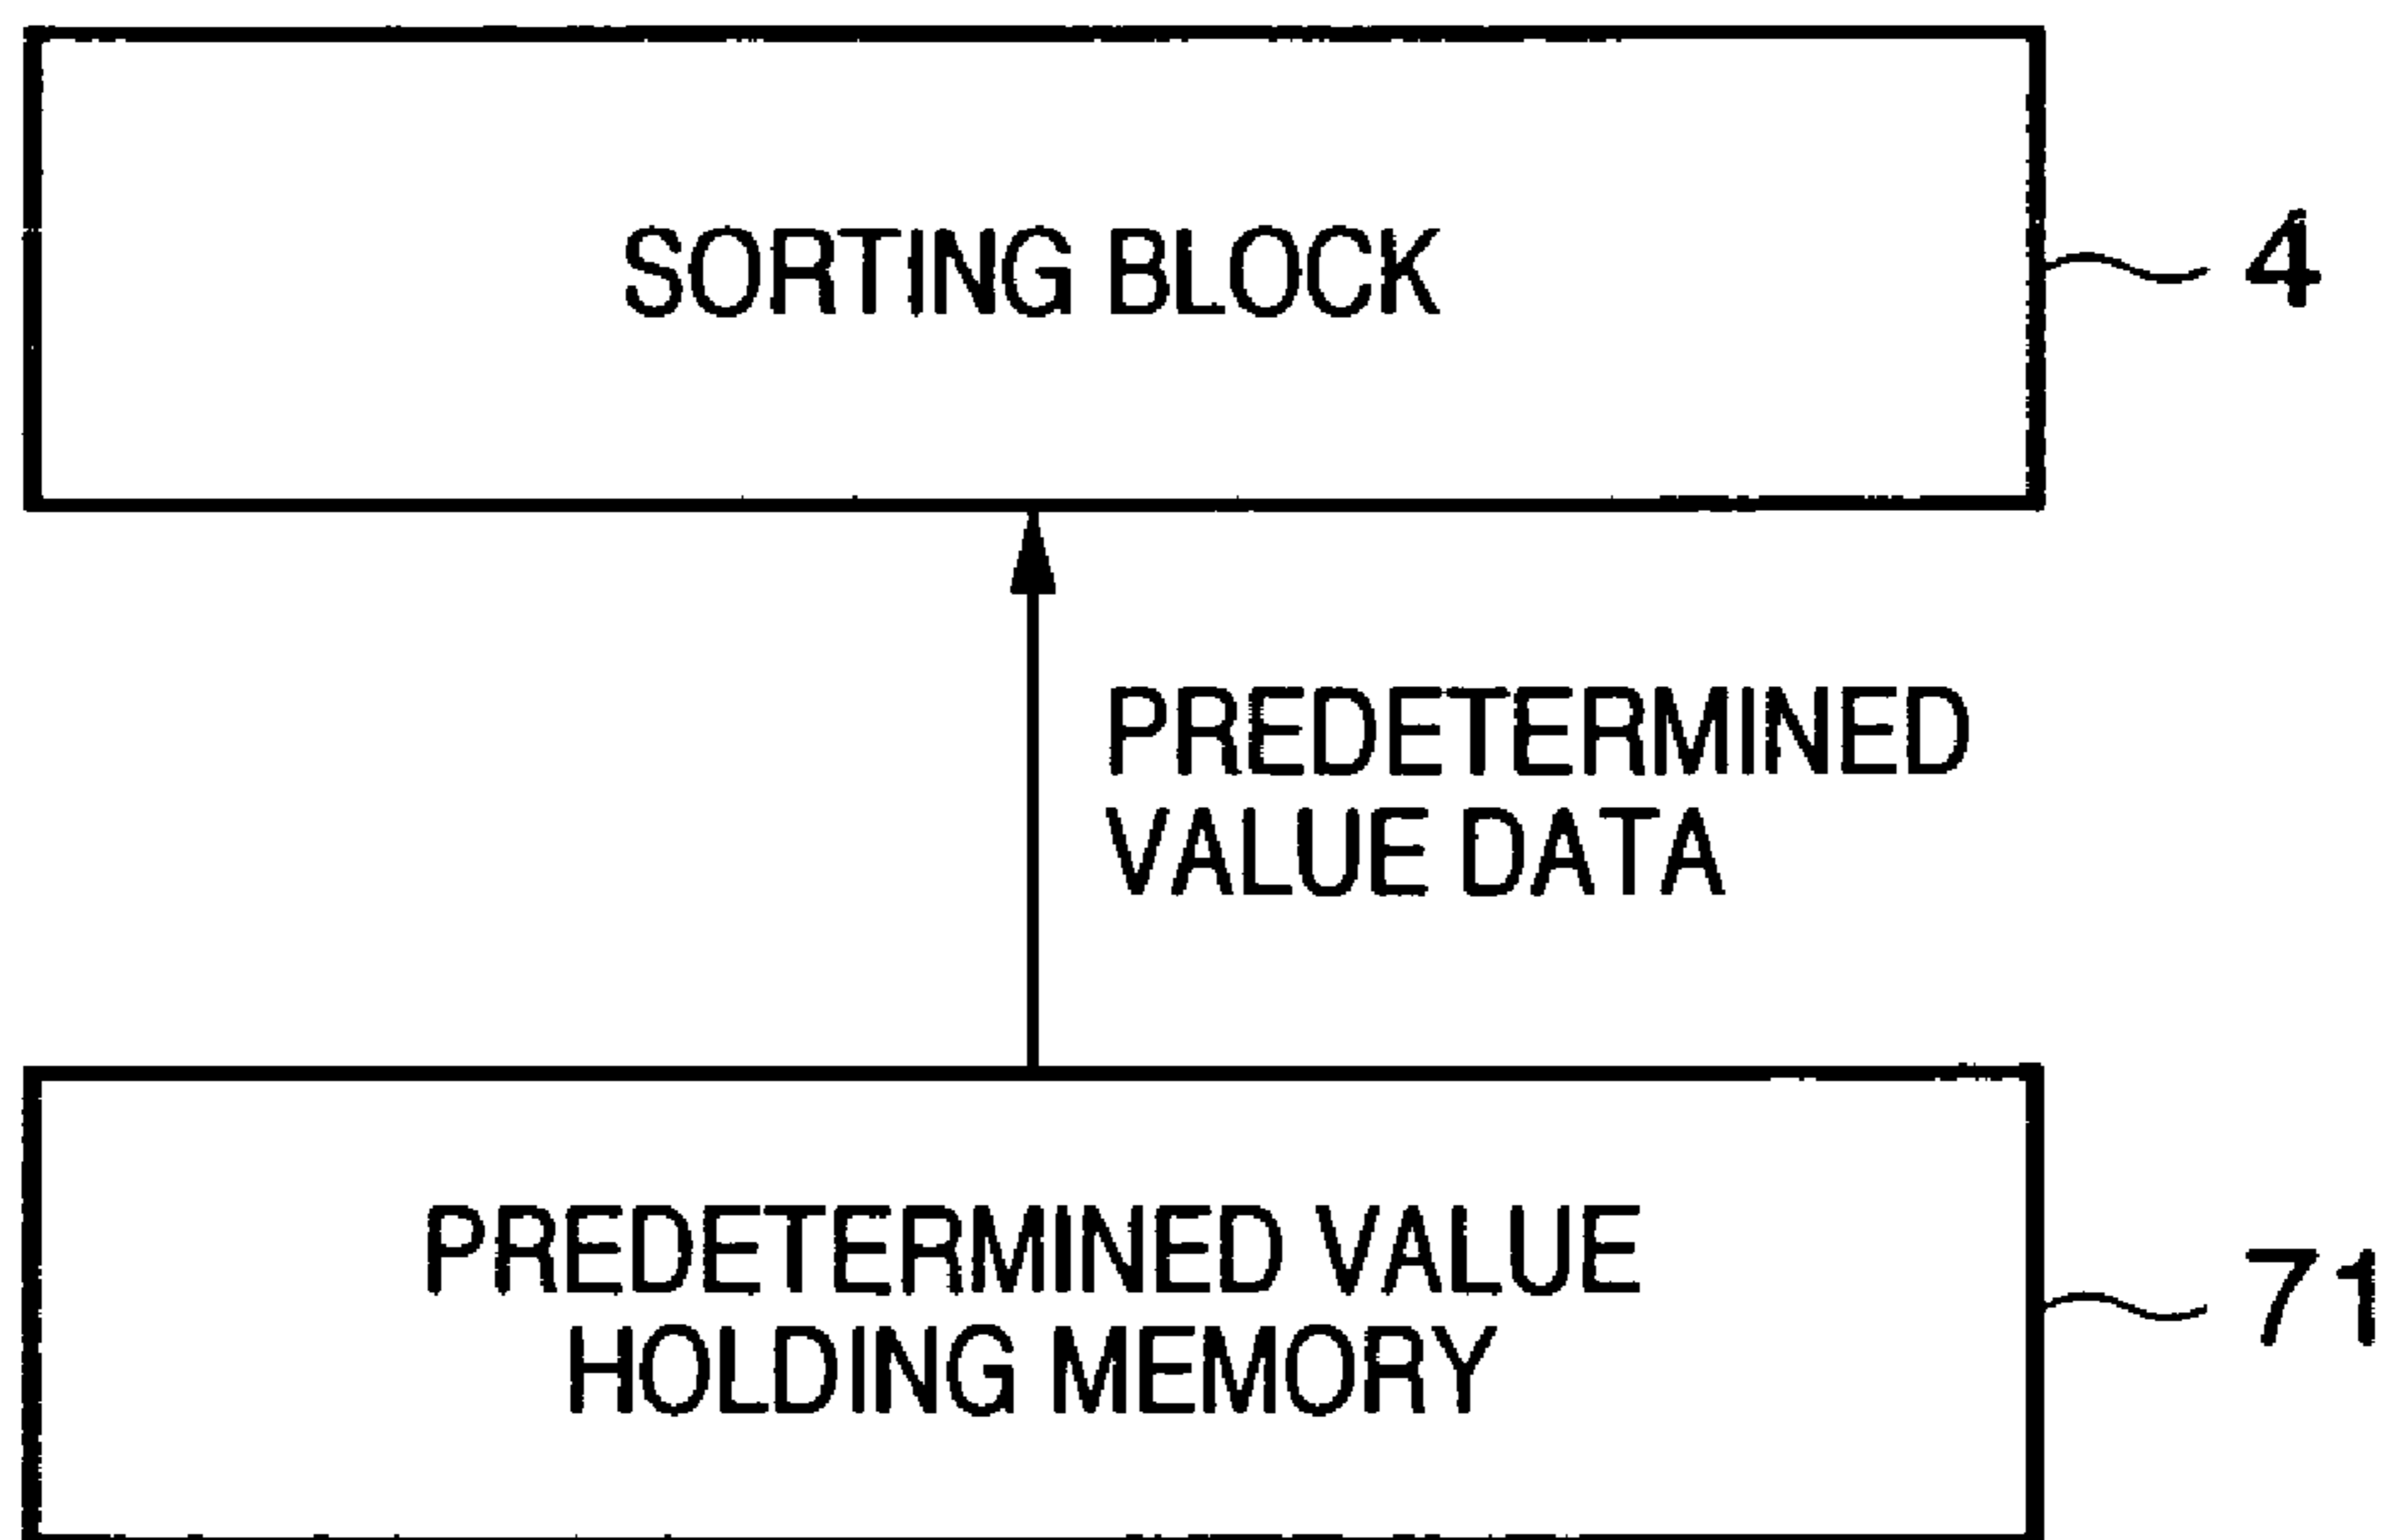 SORTING BLOCK
4
PREDETERMINED
VALUE DATA
PREDETERMINED VALUE
HOLDING MEMORY
71